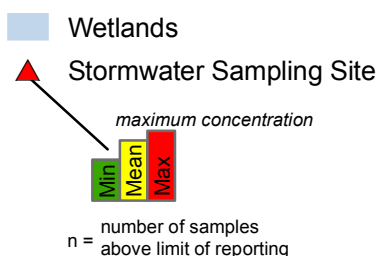 Wetlands
Stormwater Sampling Site
maximum concentration
Min
Mean
Max
n = number of samples
above limit of reporting